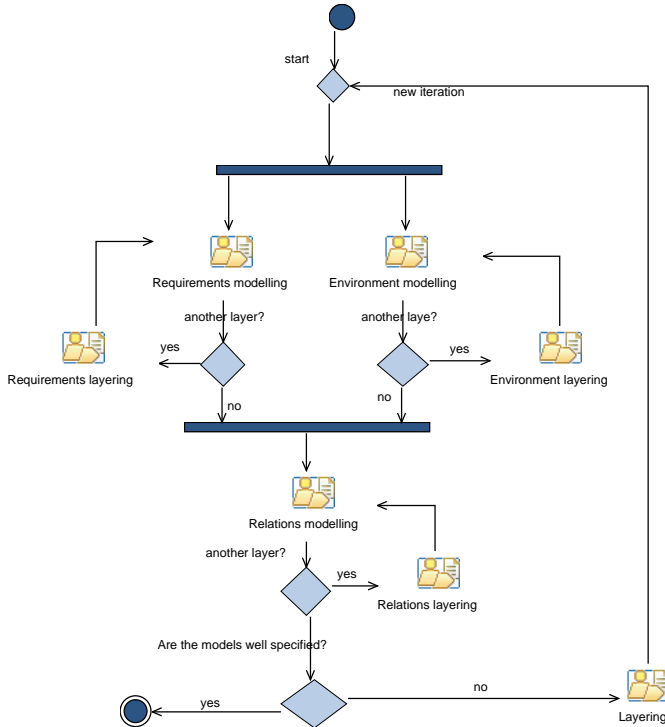 start
new iteration
Requirements modelling
Environment modelling
another layer?
another laye?
yes
yes
Requirements layering
Environment layering
no
no
Relations modelling
another layer?
yes
Relations layering
Are the models well specified?
yes
no
Layering